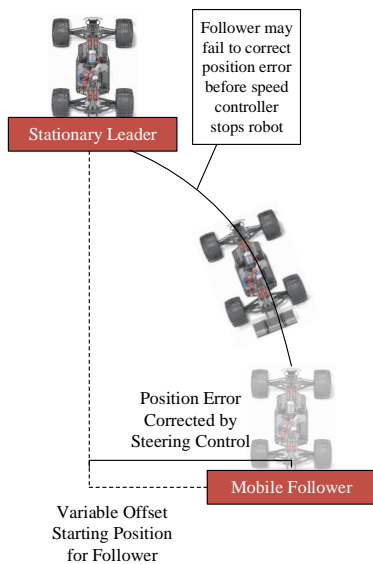 Follower may
fail to correct
position error
before speed
controller
stops robot
Stationary Leader
Position Error
Corrected by
Steering Control
Mobile Follower
Variable Offset
Starting Position
for Follower